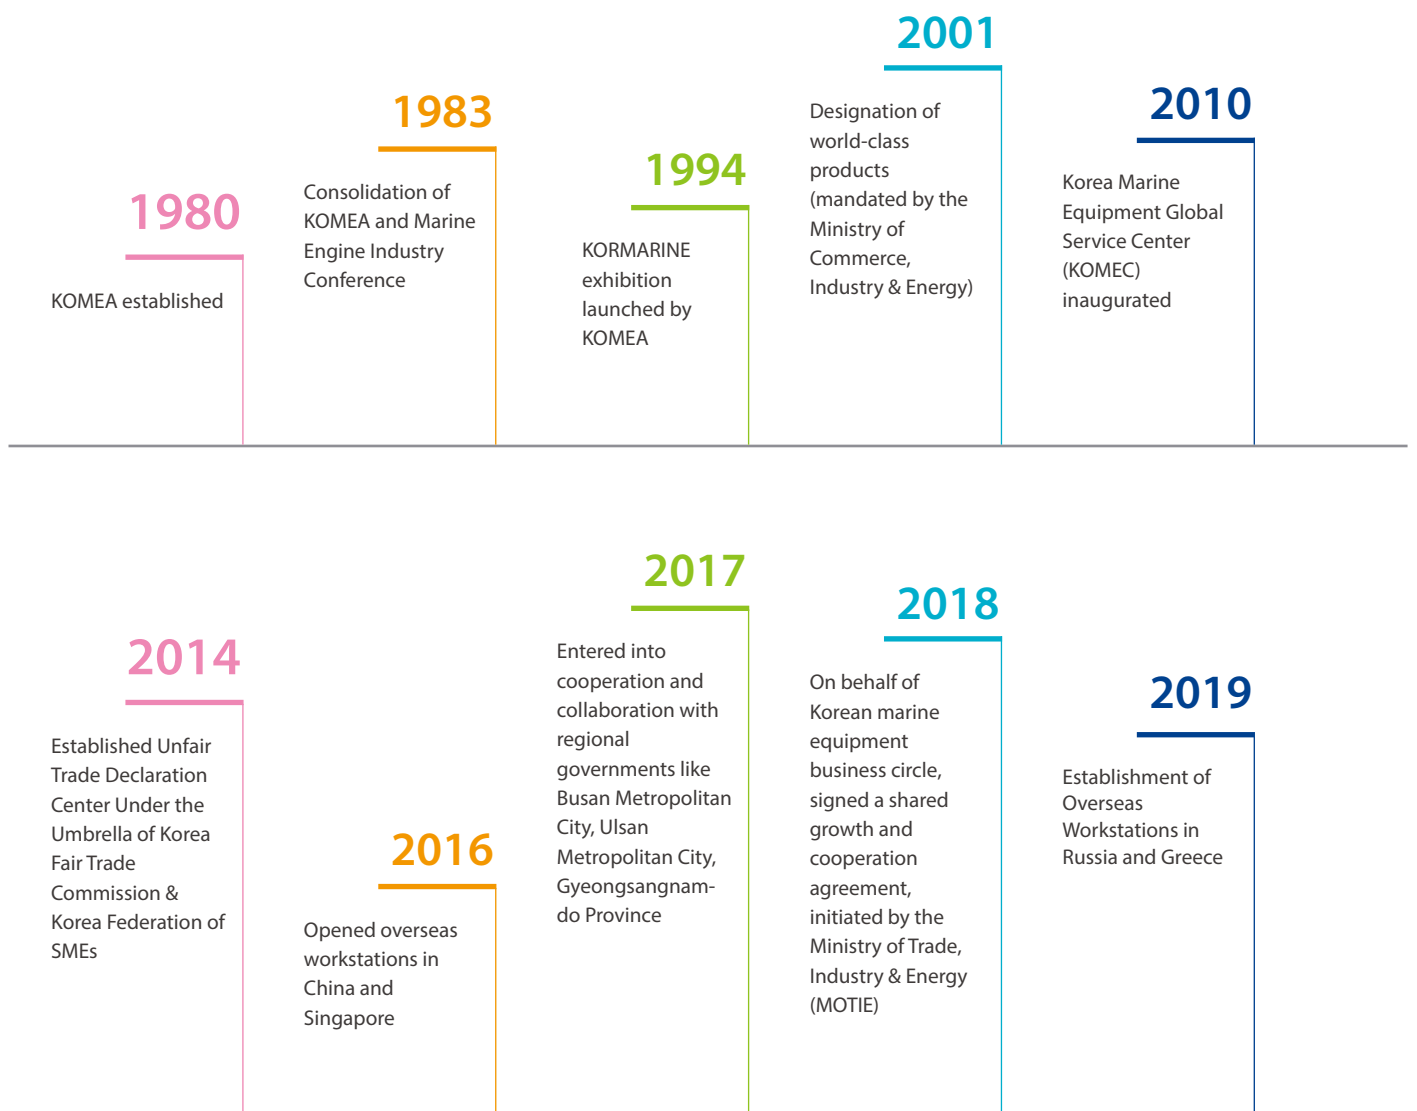 1980
KOMEA established
1983
Consolidation of
KOMEA and Marine
Engine Industry
Conference
1994
KORMARINE
exhibition
launched by
KOMEA
2001
Designation of
world-class
products
(mandated by the
Ministry of
Commerce,
Industry & Energy)
2010
Korea Marine
Equipment Global
Service Center
(KOMEC)
inaugurated
2014
Established Unfair
Trade Declaration
Center Under the
Umbrella of Korea
Fair Trade
Commission &
Korea Federation of
SMEs
2016
Opened overseas
workstations in
China and
Singapore
2017
Entered into
cooperation and
collaboration with
regional
governments like
Busan Metropolitan
City, Ulsan
Metropolitan City,
Gyeongsangnam-
do Province
2018
On behalf of
Korean marine
equipment
business circle,
signed a shared
growth and
cooperation
agreement,
initiated by the
Ministry of Trade,
Industry & Energy
(MOTIE)
2019
Establishment of
Overseas
Workstations in
Russia and Greece